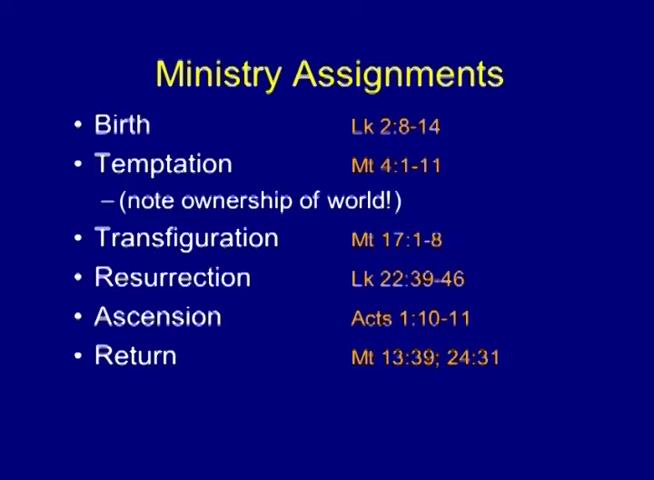 Ministry Assignments
• Birth Lk 2:8-14
• Temptation Mt 4:1-11
–(note ownership of world!)
• Transfiguration Mt 17:1-8
• Resurrection Lk 22:39-46
• Ascension Acts 1:10-11
• Return Mt 13:39; 24:31